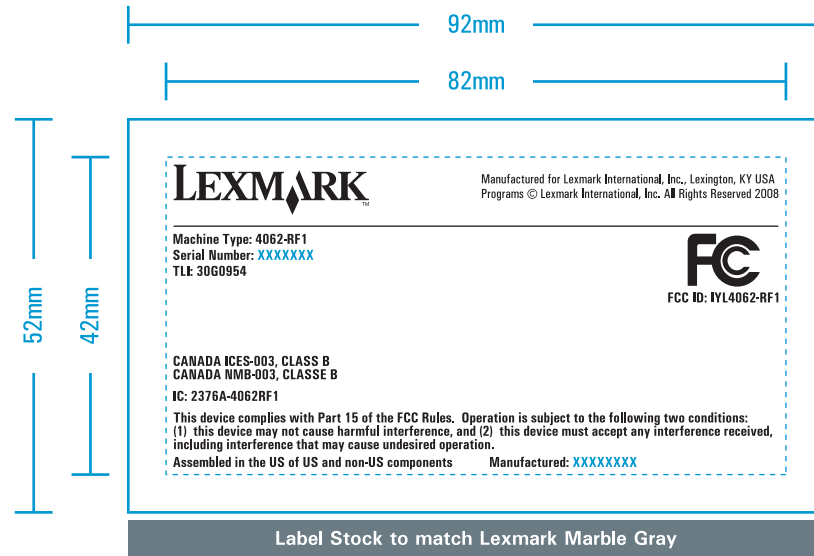 92mm
82mm
52mm
42mm
LEXMARK™
Manufactured for Lexmark International, Inc., Lexington, KY USA
Programs © Lexmark International, Inc. All Rights Reserved 2008
Machine Type: 4062-RF1
Serial Number: XXXXXXX
TLI: 30G0954
FC
FCC ID: IYL4062-RF1
CANADA ICES-003, CLASS B
CANADA NMB-003, CLASSE B
IC: 2376A-4062RF1
This device complies with Part 15 of the FCC Rules. Operation is subject to the following two conditions:
(1) this device may not cause harmful interference, and (2) this device must accept any interference received,
including interference that may cause undesired operation.
Assembled in the US of US and non-US components Manufactured: XXXXXXXX
Label Stock to match Lexmark Marble Gray